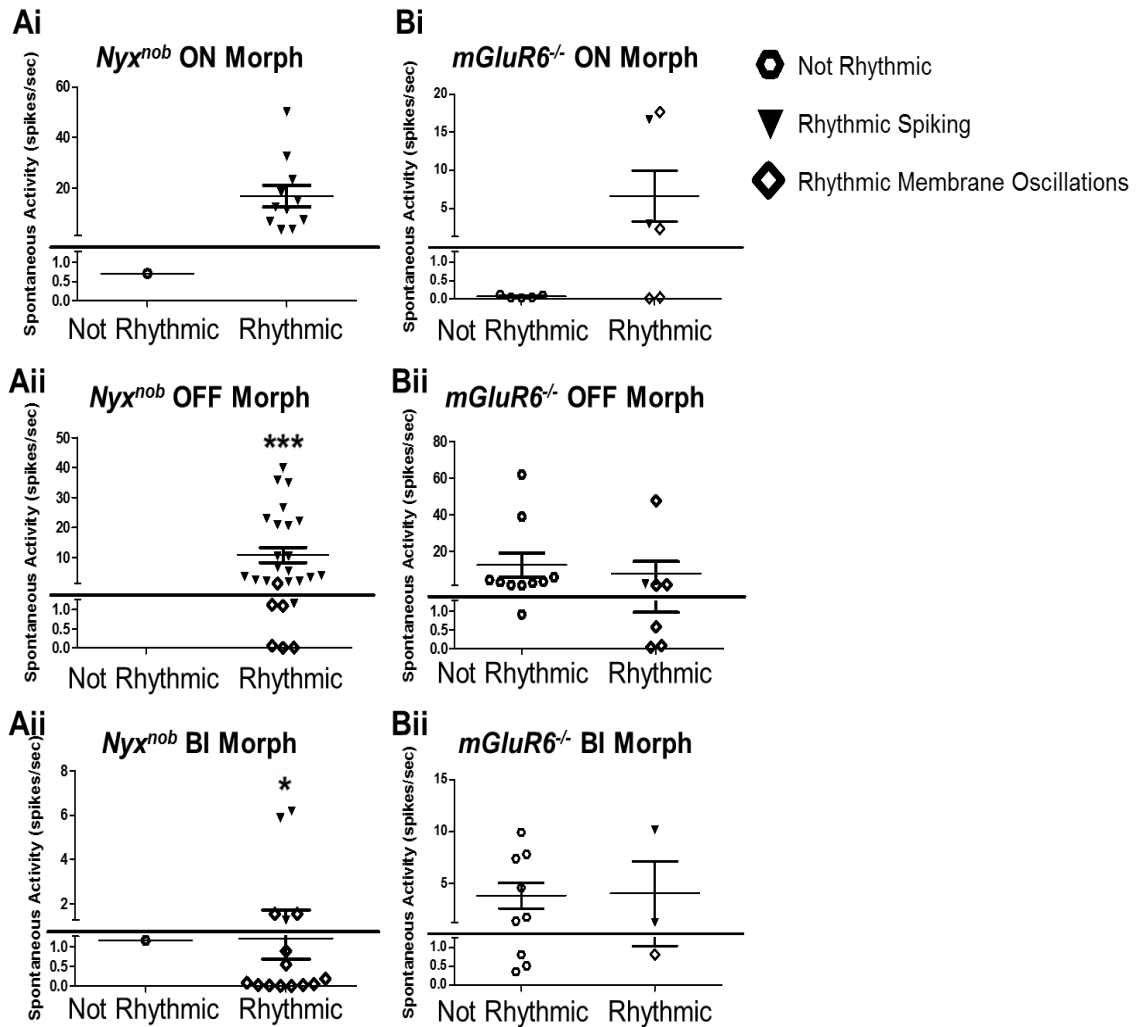 Ai
Nyxnob ON Morph
Spontaneous Activity (spikes/sec)
60
40
20
1.0
0.5
0.0
Not Rhythmic Rhythmic
Bi
mGluR6-/- ON Morph
Spontaneous Activity (spikes/sec)
20
15
10
5
1.0
0.5
0.0
Not Rhythmic Rhythmic
Not Rhythmic
Rhythmic Spiking
Rhythmic Membrane Oscillations
Aii
Nyxnob OFF Morph
***
Spontaneous Activity (spikes/sec)
50
40
30
20
10
1.0
0.5
0.0
Not Rhythmic Rhythmic
Bii
mGluR6-/- OFF Morph
Spontaneous Activity (spikes/sec)
80
60
40
20
1.0
0.5
0.0
Not Rhythmic Rhythmic
Aii
Nyxnob BI Morph
*
Spontaneous Activity (spikes/sec)
8
6
4
2
1.0
0.5
0.0
Not Rhythmic Rhythmic
Bii
mGluR6-/- BI Morph
Spontaneous Activity (spikes/sec)
15
10
5
1.0
0.5
0.0
Not Rhythmic Rhythmic